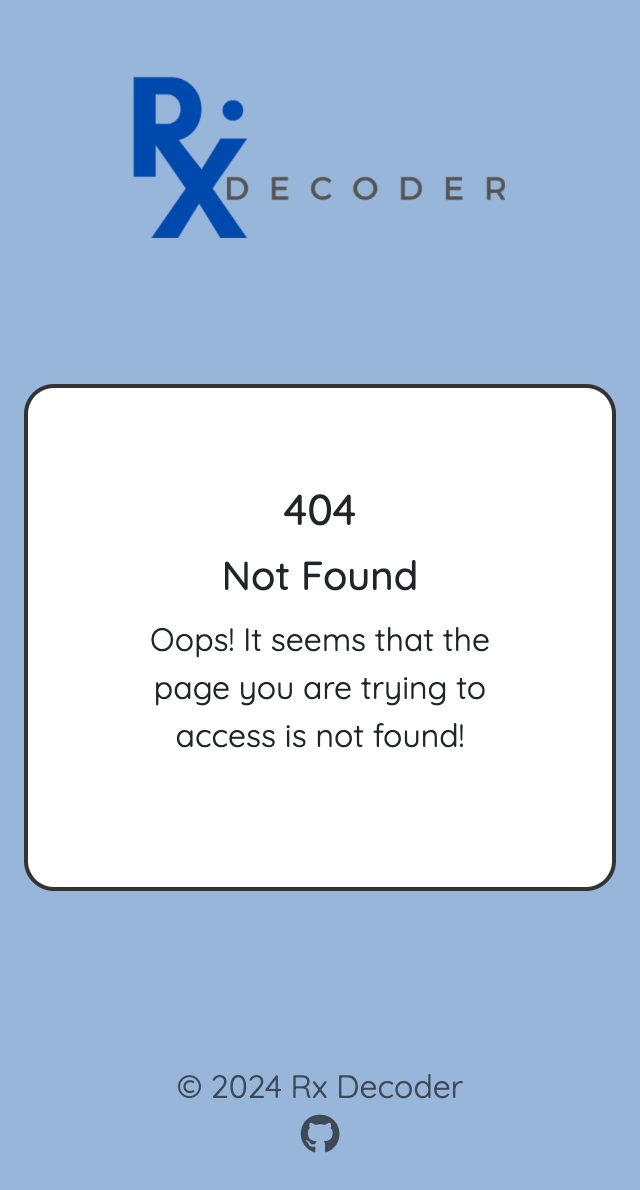 Rx
DECODER
404
Not Found
Oops! It seems that the
page you are trying to
access is not found!
© 2024 Rx Decoder